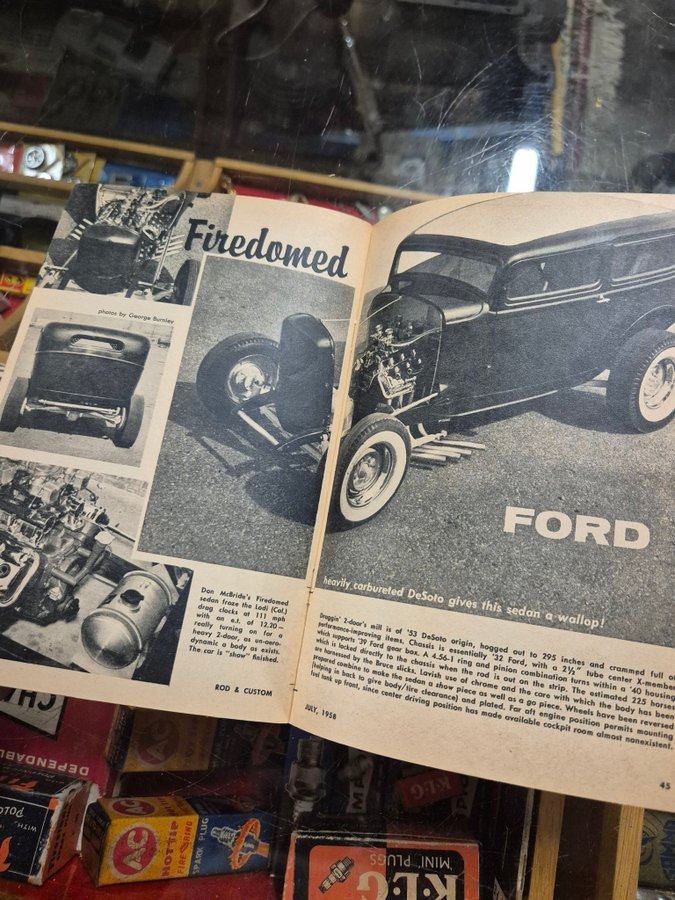 Firedomed
photos by George Burnley
FORD
heavily carbureted DeSoto gives this sedan a wallop!
Don McBride's Firedomed
sedan froze the Lodi (Cal.)
drag clocks at 111 mph
with an e.t. of 12.20—
really turning on for a
heavy 2-door, as un-aero-
dynamic a body as exists.
The car is "show" finished.
ROD & CUSTOM
Draggin' 2-door's mill is of '53 DeSoto origin, hogged out to 295 inches and crammed full of
performance-improving items. Chassis is essentially '32 Ford, with a 2½" tube center X-member
which supports '39 Ford gear box. A 4.56-1 ring and pinion combination turns within a '40 housing
which is locked directly to the chassis when the rod is out on the strip. The estimated 225 horses
are harnessed by the Bruce slicks. Lavish use of chrome and the care with which the body has been
prepared combine to make the sedan a show piece as well as a go piece. Wheels have been reversed
(helping in back to give body/tire clearance) and plated. Far aft engine position permits mounting
fuel tank up front, since center driving position has made available cockpit room almost nonexistent.
JULY, 1958
45
DEPENDABLE
AC
HOT TIP
FIRE RING
SPARK PLUG
AC
K·L·G
K·L·G
'MINI' PLUGS
WITH